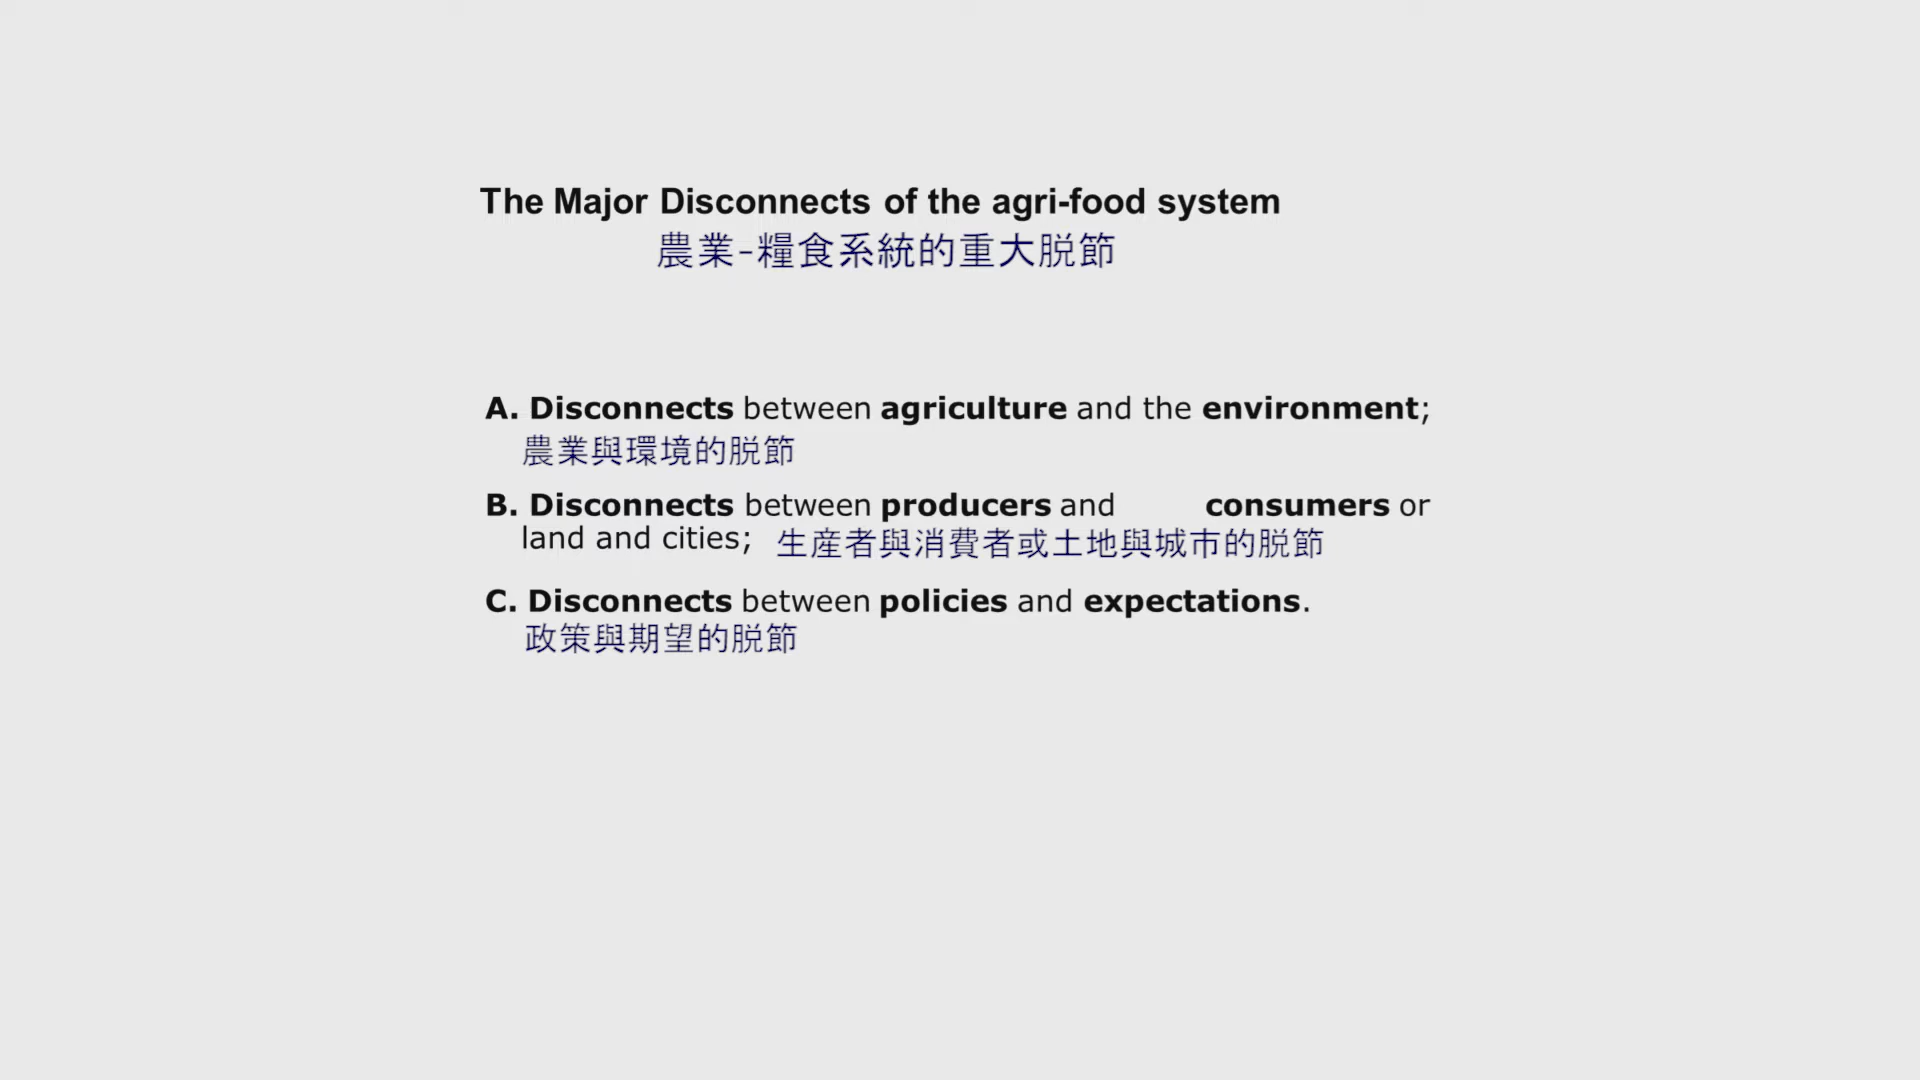 The Major Disconnects of the agri-food system
農業-糧食系統的重大脱節
A. Disconnects between agriculture and the environment;
農業與環境的脱節
B. Disconnects between producers and consumers or
land and cities; 生産者與消費者或土地與城市的脱節
C. Disconnects between policies and expectations.
政策與期望的脱節